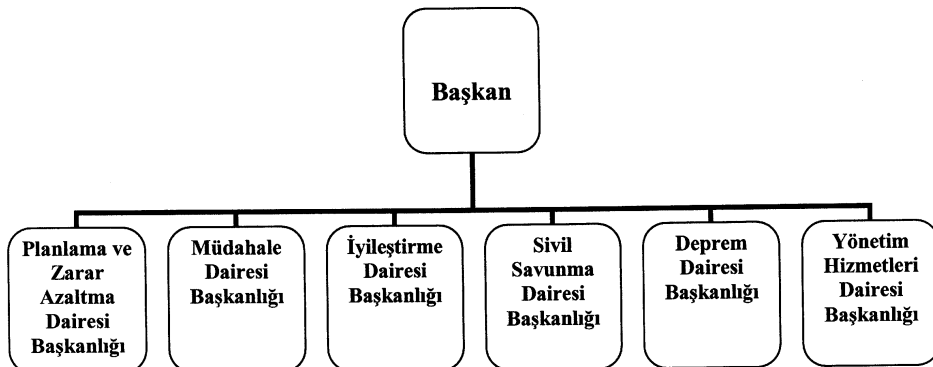 Başkan
Planlama ve
Zarar
Azaltma
Dairesi
Başkanlığı
Müdahale
Dairesi
Başkanlığı
İyileştirme
Dairesi
Başkanlığı
Sivil
Savunma
Dairesi
Başkanlığı
Deprem
Dairesi
Başkanlığı
Yönetim
Hizmetleri
Dairesi
Başkanlığı